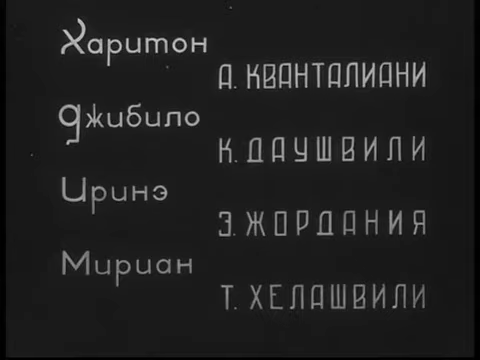 Харитон
А. КВАНТАЛИАНИ
Джибило
К. ДАУШВИЛИ
Иринэ
Э. ЖОРДАНИЯ
Мириан
Т. ХЕЛАШВИЛИ